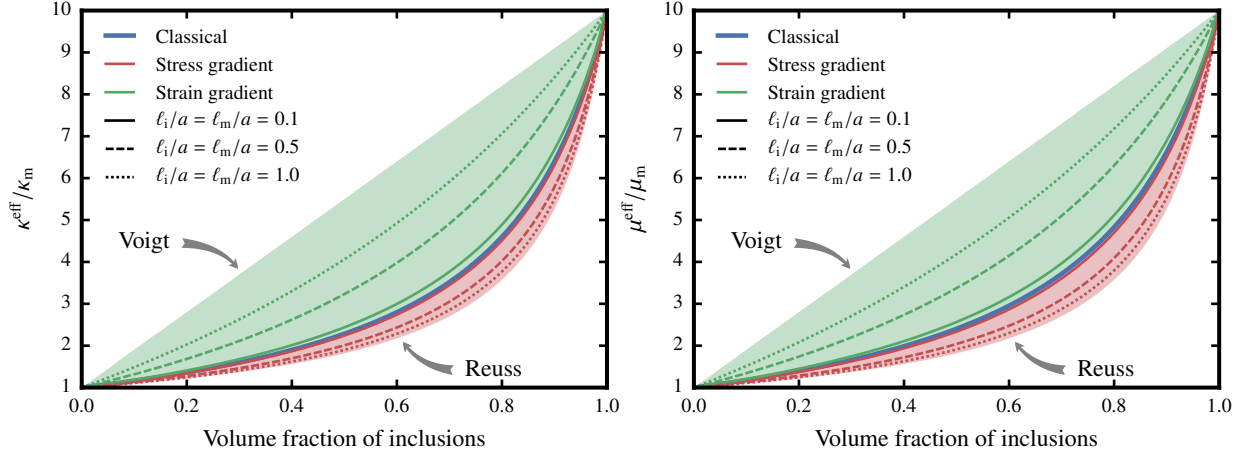 10
9
8
7
6
5
4
3
2
1
κ^eff/κ_m
Classical
Stress gradient
Strain gradient
ℓ_i/a = ℓ_m/a = 0.1
ℓ_i/a = ℓ_m/a = 0.5
ℓ_i/a = ℓ_m/a = 1.0
Voigt
Reuss
0.0 0.2 0.4 0.6 0.8 1.0
Volume fraction of inclusions
10
9
8
7
6
5
4
3
2
1
μ^eff/μ_m
Classical
Stress gradient
Strain gradient
ℓ_i/a = ℓ_m/a = 0.1
ℓ_i/a = ℓ_m/a = 0.5
ℓ_i/a = ℓ_m/a = 1.0
Voigt
Reuss
0.0 0.2 0.4 0.6 0.8 1.0
Volume fraction of inclusions